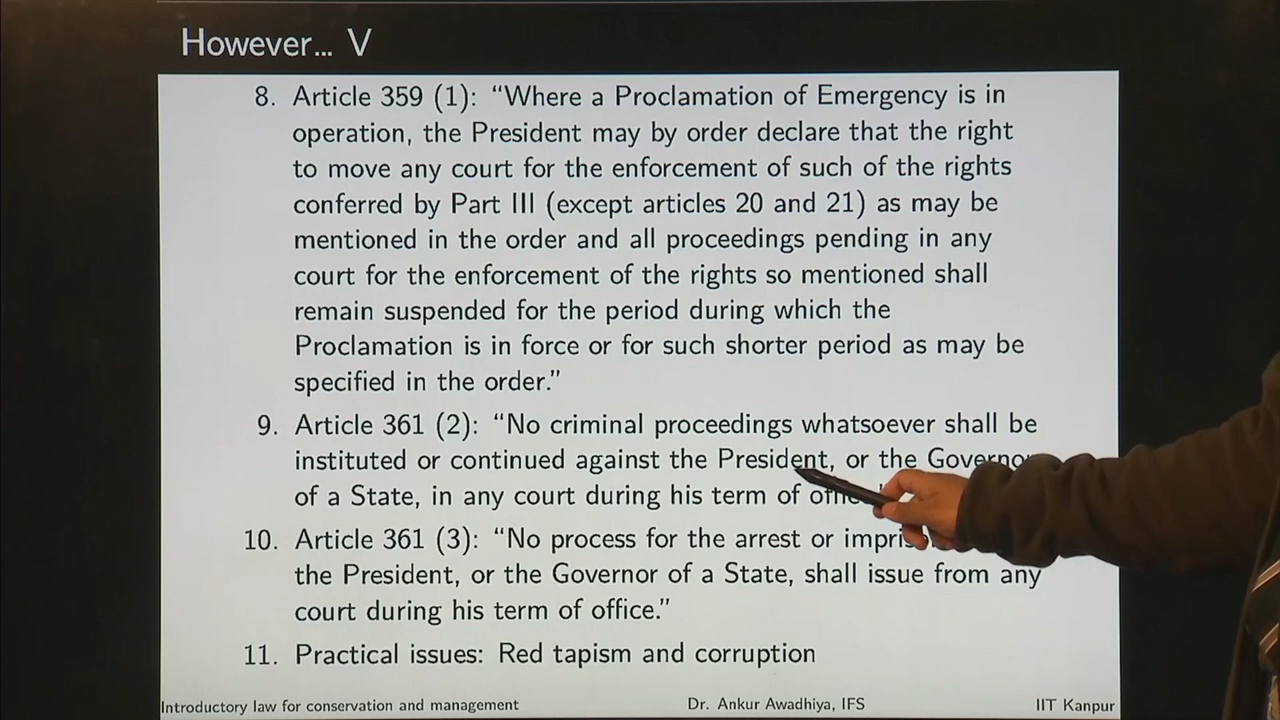 However... V
8. Article 359 (1): “Where a Proclamation of Emergency is in
operation, the President may by order declare that the right
to move any court for the enforcement of such of the rights
conferred by Part III (except articles 20 and 21) as may be
mentioned in the order and all proceedings pending in any
court for the enforcement of the rights so mentioned shall
remain suspended for the period during which the
Proclamation is in force or for such shorter period as may be
specified in the order.”
9. Article 361 (2): “No criminal proceedings whatsoever shall be
instituted or continued against the President, or the Governor
of a State, in any court during his term of office.”
10. Article 361 (3): “No process for the arrest or
the President, or the Governor of a State, shall issue from any
court during his term of office.”
11. Practical issues: Red tapism and corruption
Introductory law for conservation and management Dr. Ankur Awadhiya, IFS IIT Kanpur